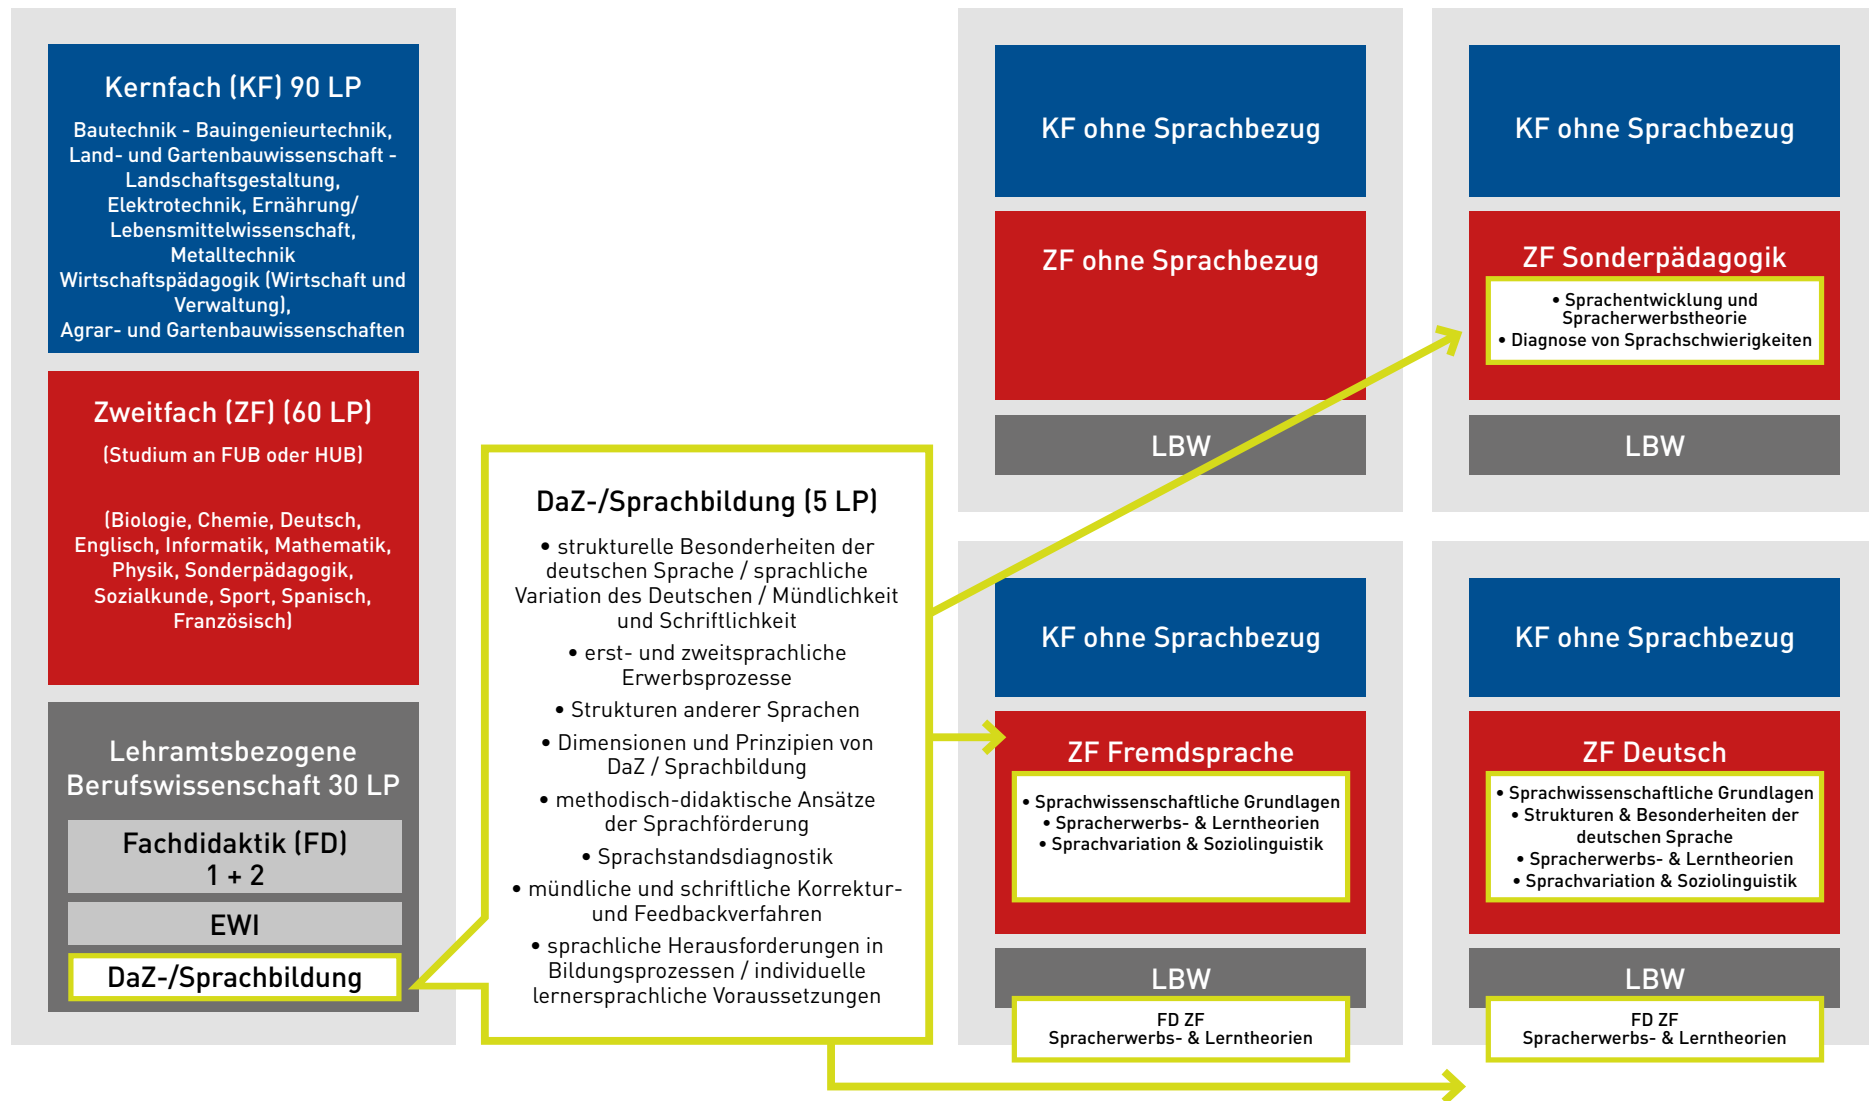 Kernfach (KF) 90 LP
Bautechnik - Bauingenieurtechnik,
Land- und Gartenbauwissenschaft -
Landschaftsgestaltung,
Elektrotechnik, Ernährung/
Lebensmittelwissenschaft,
Metalltechnik
Wirtschaftspädagogik (Wirtschaft und
Verwaltung),
Agrar- und Gartenbauwissenschaften
Zweitfach (ZF) (60 LP)
(Studium an FUB oder HUB)
(Biologie, Chemie, Deutsch,
Englisch, Informatik, Mathematik,
Physik, Sonderpädagogik,
Sozialkunde, Sport, Spanisch,
Französisch)
Lehramtsbezogene
Berufswissenschaft 30 LP
Fachdidaktik (FD)
1 + 2
EWI
DaZ-/Sprachbildung
DaZ-/Sprachbildung (5 LP)
• strukturelle Besonderheiten der
deutschen Sprache / sprachliche
Variation des Deutschen / Mündlichkeit
und Schriftlichkeit
• erst- und zweitsprachliche
Erwerbsprozesse
• Strukturen anderer Sprachen
• Dimensionen und Prinzipien von
DaZ / Sprachbildung
• methodisch-didaktische Ansätze
der Sprachförderung
• Sprachstandsdiagnostik
• mündliche und schriftliche Korrektur-
und Feedbackverfahren
• sprachliche Herausforderungen in
Bildungsprozessen / individuelle
lernersprachliche Voraussetzungen
KF ohne Sprachbezug
ZF ohne Sprachbezug
LBW
KF ohne Sprachbezug
ZF Sonderpädagogik
• Sprachentwicklung und
Spracherwerbstheorie
• Diagnose von Sprachschwierigkeiten
LBW
KF ohne Sprachbezug
ZF Fremdsprache
• Sprachwissenschaftliche Grundlagen
• Spracherwerbs- & Lerntheorien
• Sprachvariation & Soziolinguistik
LBW
FD ZF
Spracherwerbs- & Lerntheorien
KF ohne Sprachbezug
ZF Deutsch
• Sprachwissenschaftliche Grundlagen
• Strukturen & Besonderheiten der
deutschen Sprache
• Spracherwerbs- & Lerntheorien
• Sprachvariation & Soziolinguistik
LBW
FD ZF
Spracherwerbs- & Lerntheorien